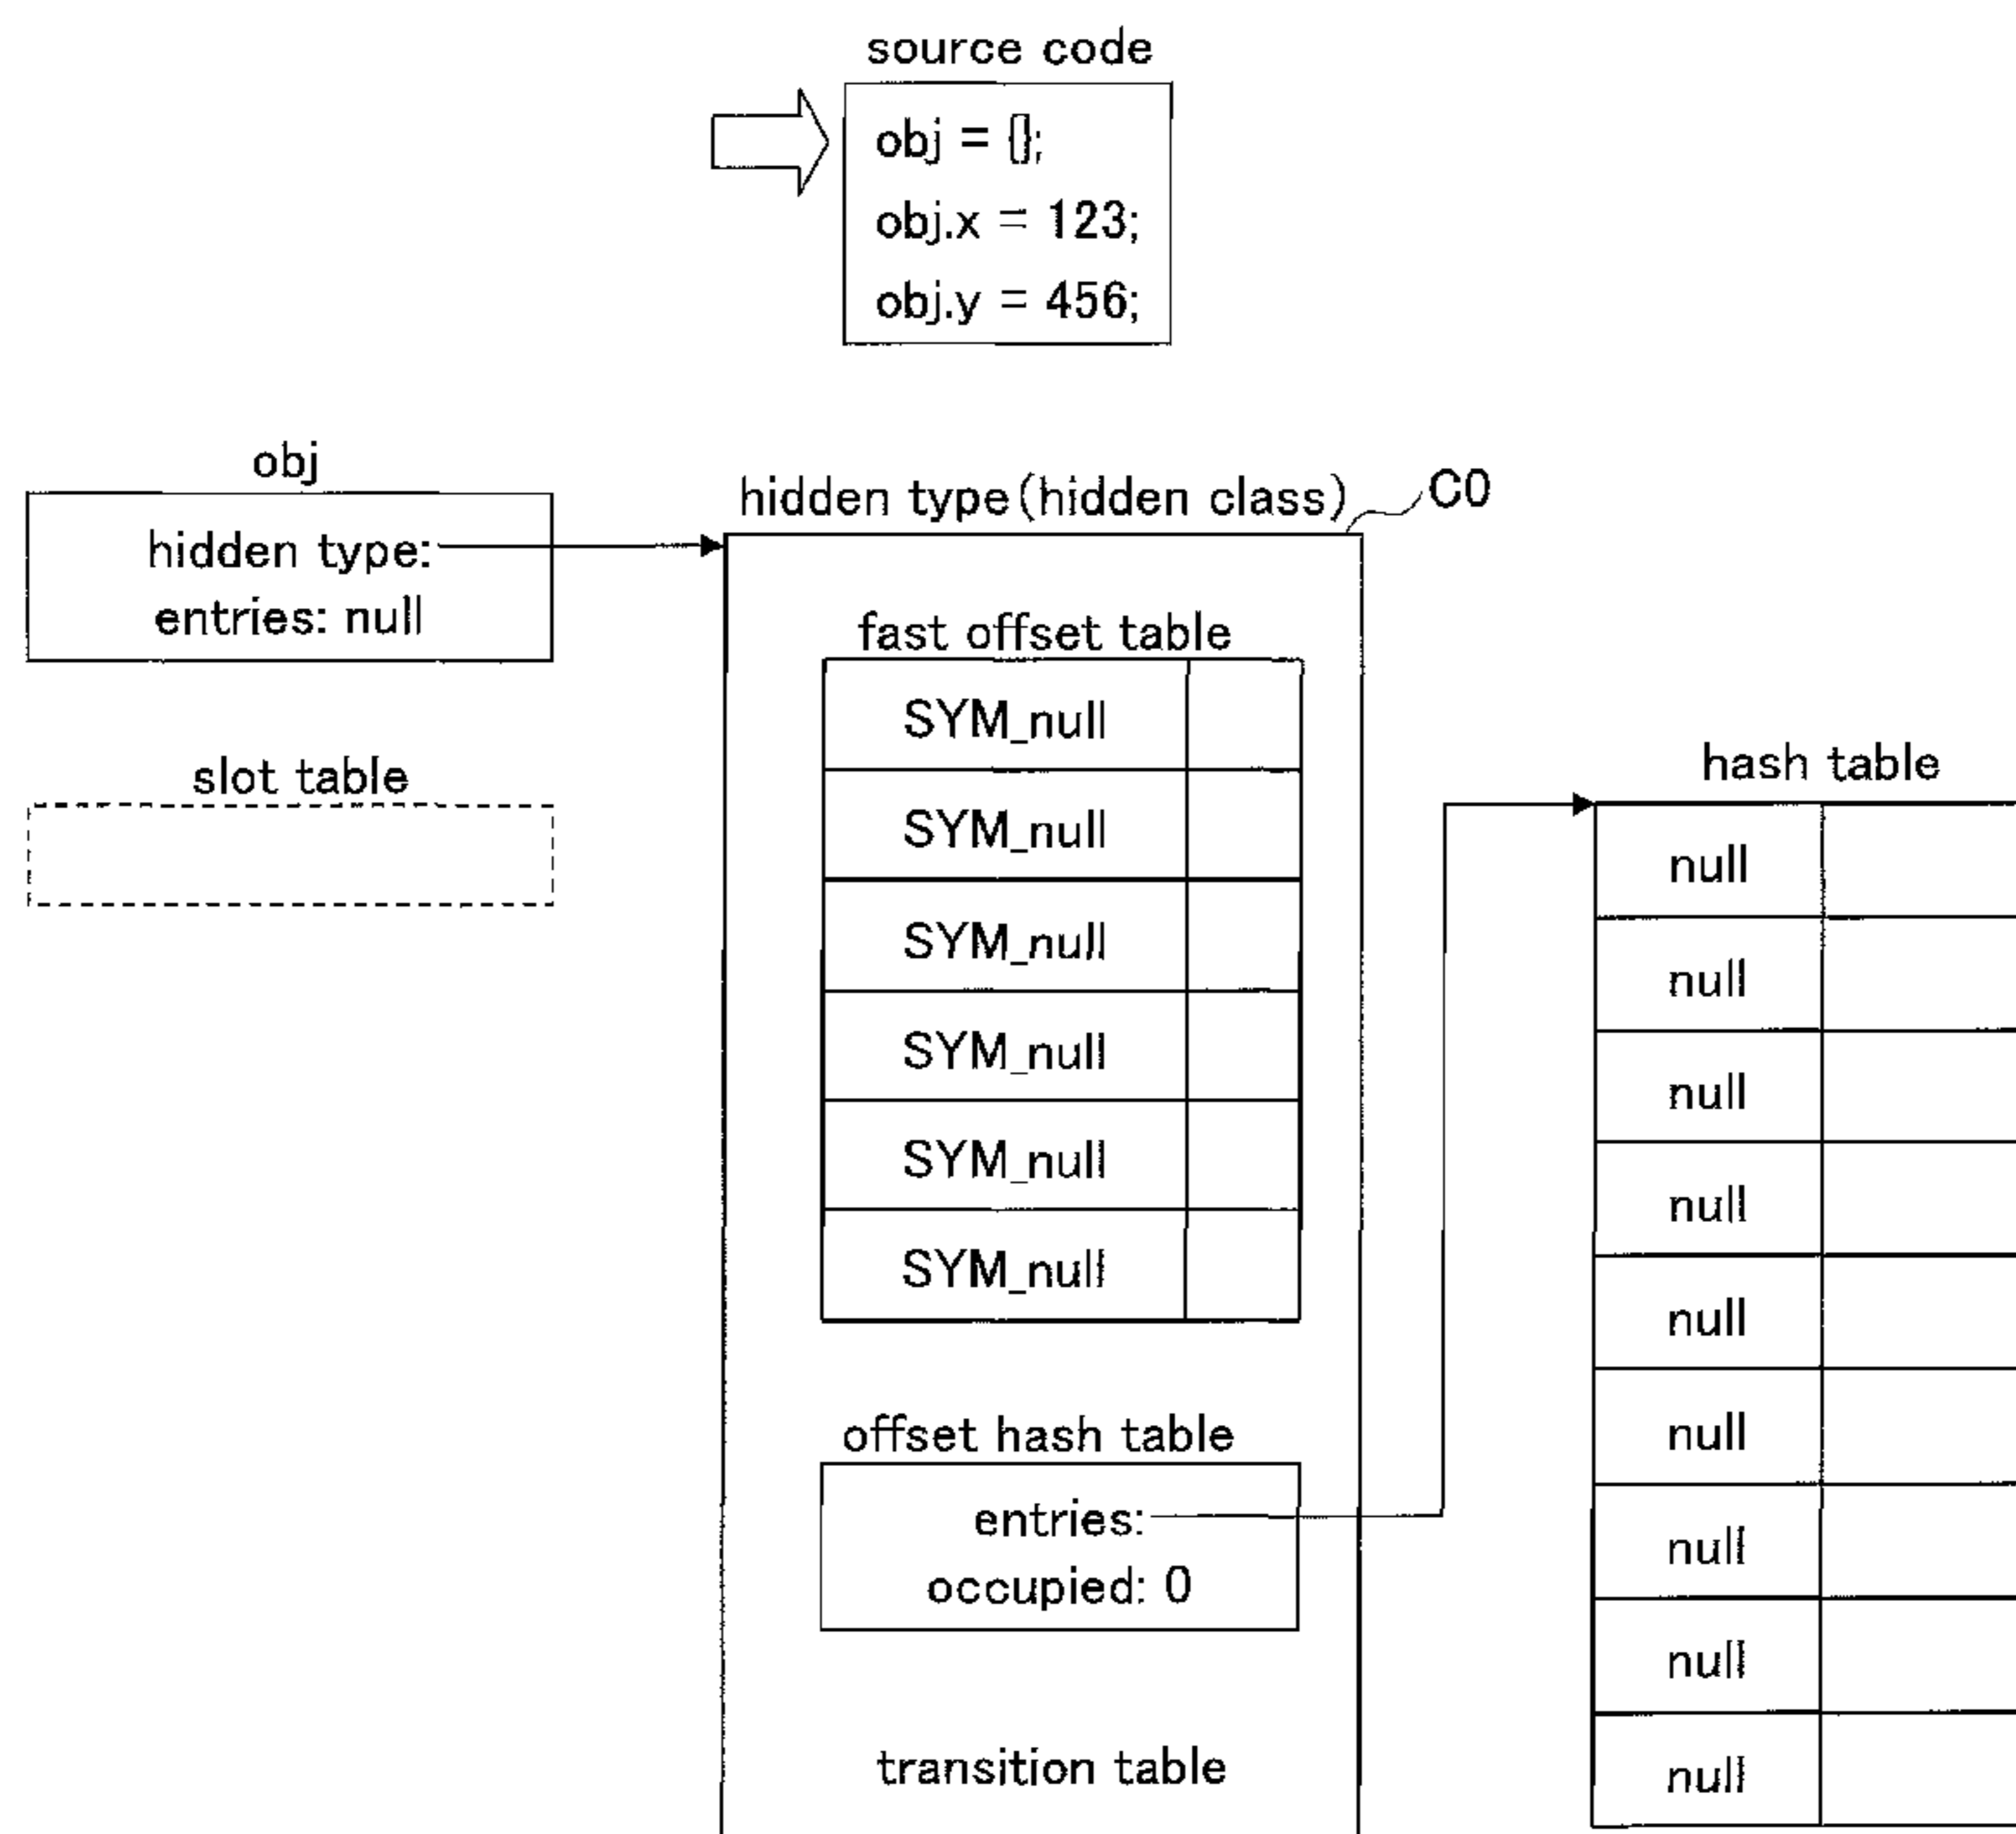 source code
obj = {};
obj.x = 123;
obj.y = 456;
obj
hidden type:
entries: null
slot table
hidden type(hidden class)
C0
fast offset table
SYM_null
SYM_null
SYM_null
SYM_null
SYM_null
SYM_null
offset hash table
entries:
occupied: 0
transition table
hash table
null
null
null
null
null
null
null
null
null